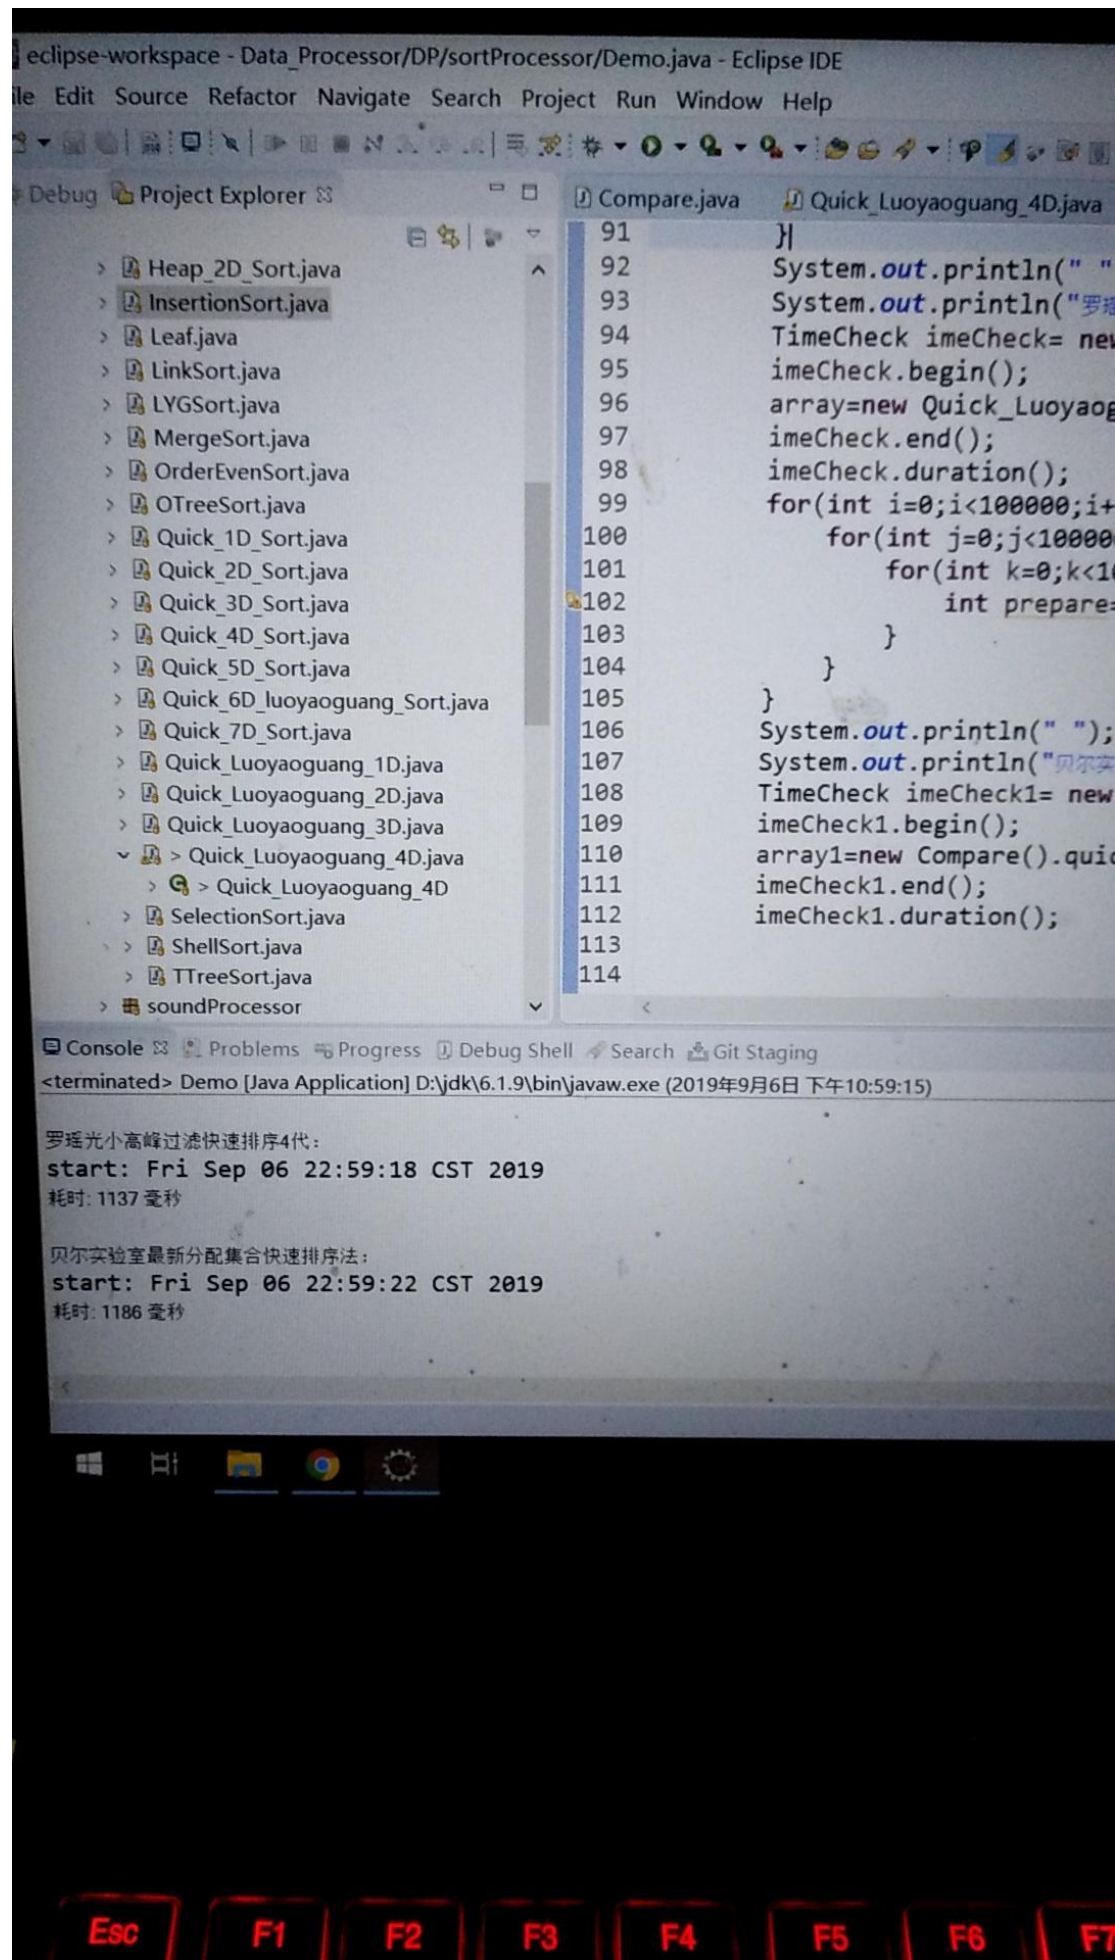 eclipse-workspace - Data_Processor/DP/sortProcessor/Demo.java - Eclipse IDE
ile Edit Source Refactor Navigate Search Project Run Window Help
Debug Project Explorer
Compare.java Quick_Luoyaoguang_4D.java
Heap_2D_Sort.java
InsertionSort.java
Leaf.java
LinkSort.java
LYGSort.java
MergeSort.java
OrderEvenSort.java
OTreeSort.java
Quick_1D_Sort.java
Quick_2D_Sort.java
Quick_3D_Sort.java
Quick_4D_Sort.java
Quick_5D_Sort.java
Quick_6D_luoyaoguang_Sort.java
Quick_7D_Sort.java
Quick_Luoyaoguang_1D.java
Quick_Luoyaoguang_2D.java
Quick_Luoyaoguang_3D.java
> Quick_Luoyaoguang_4D.java
> Quick_Luoyaoguang_4D
SelectionSort.java
ShellSort.java
TTreeSort.java
soundProcessor
91 }
92 System.out.println(" "
93 System.out.println("罗瑶
94 TimeCheck imeCheck= new
95 imeCheck.begin();
96 array=new Quick_Luoyaog
97 imeCheck.end();
98 imeCheck.duration();
99 for(int i=0;i<100000;i+
100 for(int j=0;j<10000
101 for(int k=0;k<10
102 int prepare=
103 }
104 }
105 }
106 System.out.println(" ");
107 System.out.println("贝尔实
108 TimeCheck imeCheck1= new
109 imeCheck1.begin();
110 array1=new Compare().quic
111 imeCheck1.end();
112 imeCheck1.duration();
113
114
Console Problems Progress Debug Shell Search Git Staging
<terminated> Demo [Java Application] D:\jdk\6.1.9\bin\javaw.exe (2019年9月6日 下午10:59:15)
罗瑶光小高峰过滤快速排序4代：
start: Fri Sep 06 22:59:18 CST 2019
耗时: 1137 毫秒
贝尔实验室最新分配集合快速排序法：
start: Fri Sep 06 22:59:22 CST 2019
耗时: 1186 毫秒
Esc F1 F2 F3 F4 F5 F6 F7